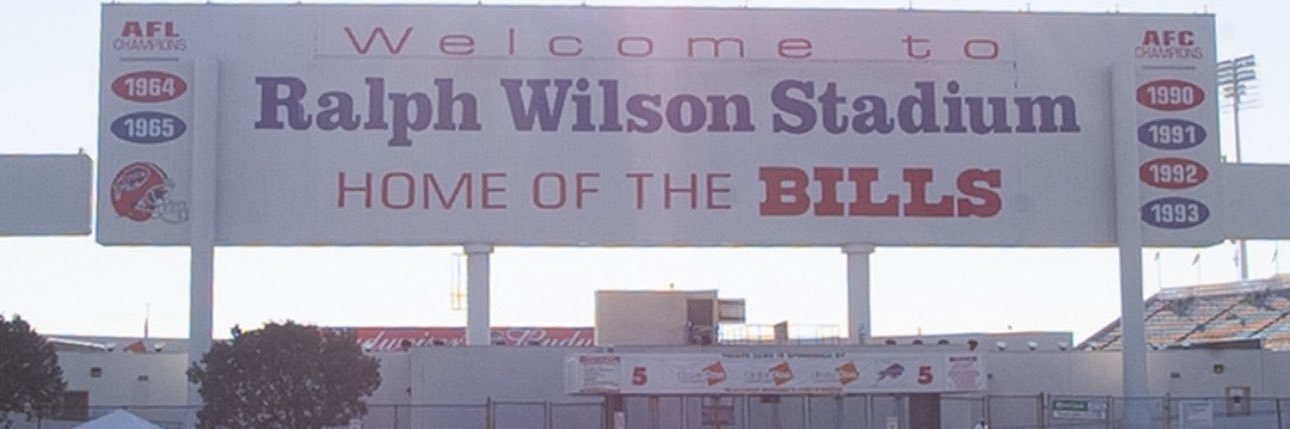 AFL
CHAMPIONS
1964
1965
Welcome to
Ralph Wilson Stadium
HOME OF THE BILLS
AFC
CHAMPIONS
1990
1991
1992
1993
Budweiser
5
5